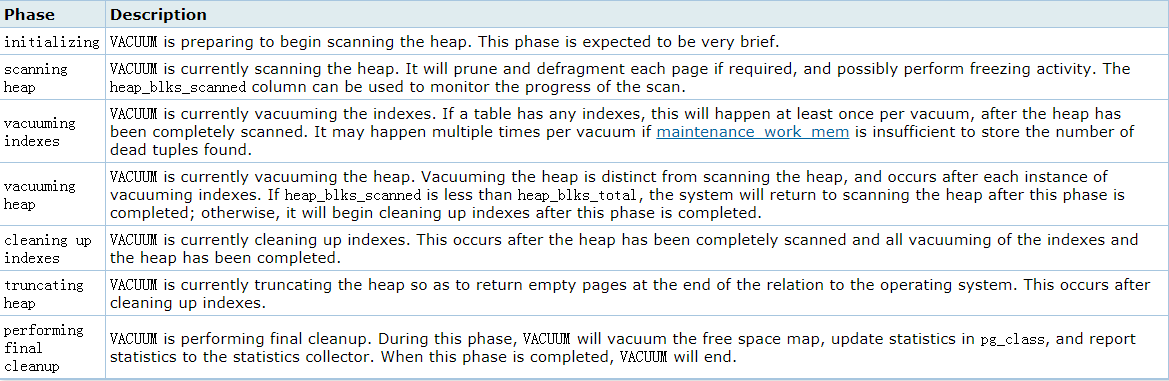 Phase Description
initializing VACUUM is preparing to begin scanning the heap. This phase is expected to be very brief.
scanning VACUUM is currently scanning the heap. It will prune and defragment each page if required, and possibly perform freezing activity. The
heap heap_blks_scanned column can be used to monitor the progress of the scan.
VACUUM is currently vacuuming the indexes. If a table has any indexes, this will happen at least once per vacuum, after the heap has
vacuuming
been completely scanned. It may happen multiple times per vacuum if maintenance_work_mem is insufficient to store the number of
indexes
dead tuples found.
VACUUM is currently vacuuming the heap. Vacuuming the heap is distinct from scanning the heap, and occurs after each instance of
vacuuming
vacuuming indexes. If heap_blks_scanned is less than heap_blks_total, the system will return to scanning the heap after this phase is
heap
completed; otherwise, it will begin cleaning up indexes after this phase is completed.
cleaning up VACUUM is currently cleaning up indexes. This occurs after the heap has been completely scanned and all vacuuming of the indexes and
indexes the heap has been completed.
truncating VACUUM is currently truncating the heap so as to return empty pages at the end of the relation to the operating system. This occurs after
heap cleaning up indexes.
performing
VACUUM is performing final cleanup. During this phase, VACUUM will vacuum the free space map, update statistics in pg_class, and report
final
statistics to the statistics collector. When this phase is completed, VACUUM will end.
cleanup